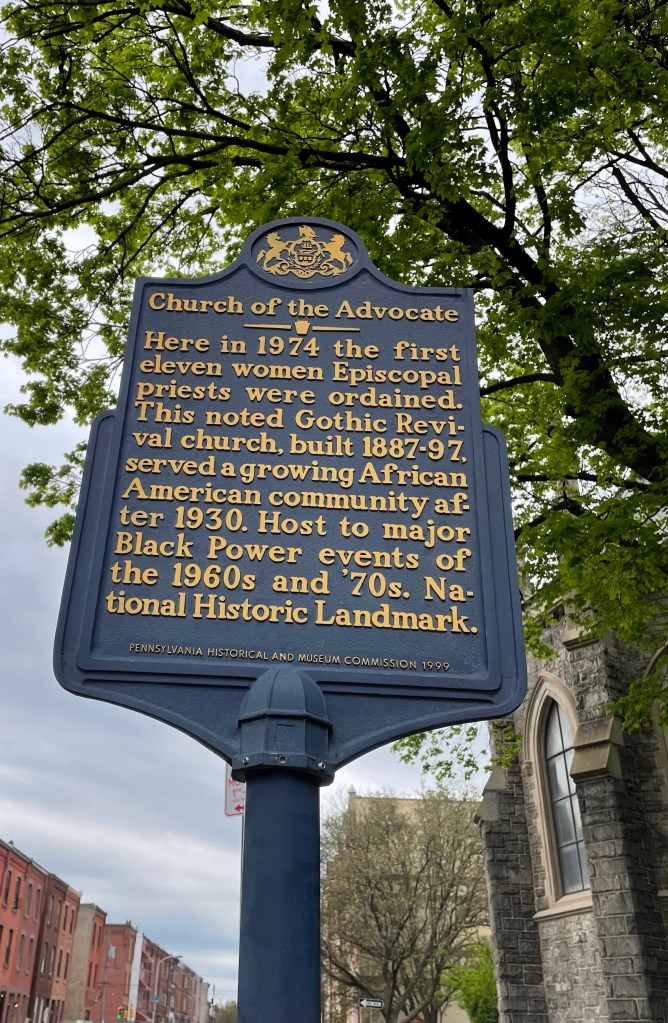 Church of the Advocate
Here in 1974 the first
eleven women Episcopal
priests were ordained.
This noted Gothic Revi-
val church, built 1887-97,
served a growing African
American community af-
ter 1930. Host to major
Black Power events of
the 1960s and '70s. Na-
tional Historic Landmark.
PENNSYLVANIA HISTORICAL AND MUSEUM COMMISSION 1999